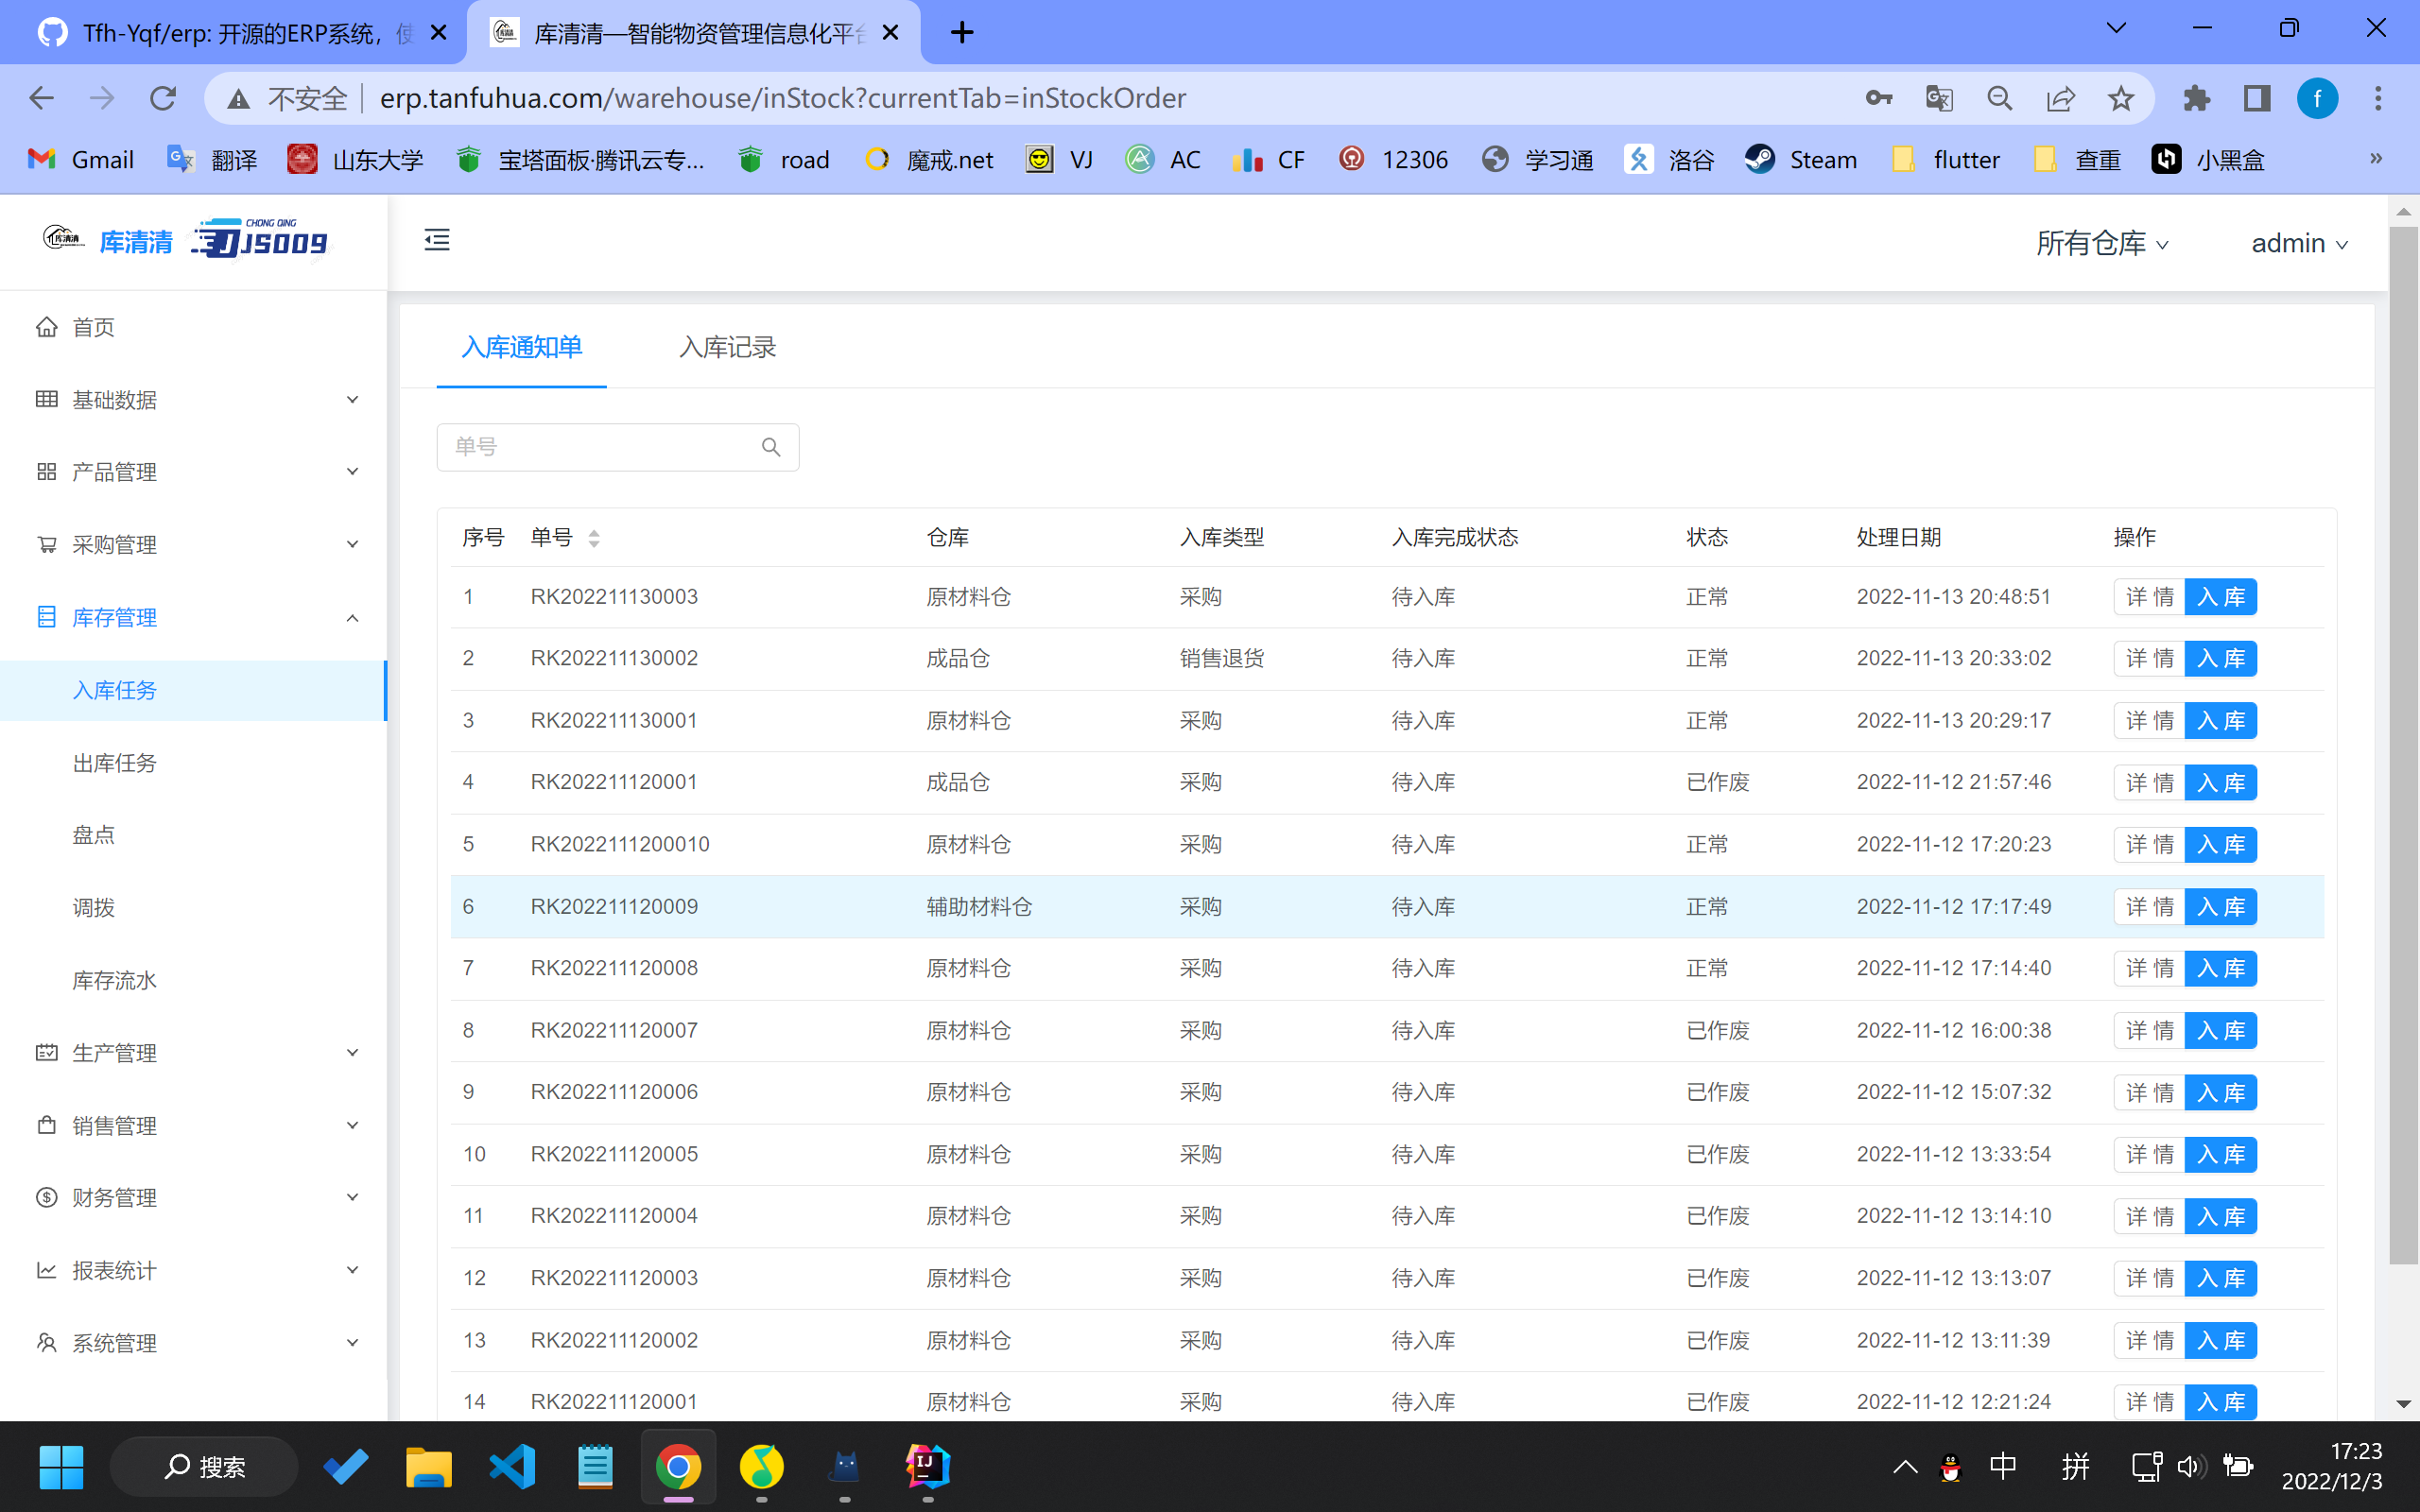 Tfh-Yqf/erp: 开源的ERP系统，使
库清清—智能物资管理信息化平台
不安全 erp.tanfuhua.com/warehouse/inStock?currentTab=inStockOrder
Gmail 翻译 山东大学 宝塔面板·腾讯云专... road 魔戒.net VJ AC CF 12306 学习通 洛谷 Steam flutter 查重 小黑盒 »
库清清 CHONG QING
JJS009
所有仓库 admin
首页
基础数据
产品管理
采购管理
库存管理
入库任务
出库任务
盘点
调拨
库存流水
生产管理
销售管理
财务管理
报表统计
系统管理
入库通知单 入库记录
单号
序号 单号 仓库 入库类型 入库完成状态 状态 处理日期 操作
1 RK202211130003 原材料仓 采购 待入库 正常 2022-11-13 20:48:51 详 情 入 库
2 RK202211130002 成品仓 销售退货 待入库 正常 2022-11-13 20:33:02 详 情 入 库
3 RK202211130001 原材料仓 采购 待入库 正常 2022-11-13 20:29:17 详 情 入 库
4 RK202211120001 成品仓 采购 待入库 已作废 2022-11-12 21:57:46 详 情 入 库
5 RK2022111200010 原材料仓 采购 待入库 正常 2022-11-12 17:20:23 详 情 入 库
6 RK202211120009 辅助材料仓 采购 待入库 正常 2022-11-12 17:17:49 详 情 入 库
7 RK202211120008 原材料仓 采购 待入库 正常 2022-11-12 17:14:40 详 情 入 库
8 RK202211120007 原材料仓 采购 待入库 已作废 2022-11-12 16:00:38 详 情 入 库
9 RK202211120006 原材料仓 采购 待入库 已作废 2022-11-12 15:07:32 详 情 入 库
10 RK202211120005 原材料仓 采购 待入库 已作废 2022-11-12 13:33:54 详 情 入 库
11 RK202211120004 原材料仓 采购 待入库 已作废 2022-11-12 13:14:10 详 情 入 库
12 RK202211120003 原材料仓 采购 待入库 已作废 2022-11-12 13:13:07 详 情 入 库
13 RK202211120002 原材料仓 采购 待入库 已作废 2022-11-12 13:11:39 详 情 入 库
14 RK202211120001 原材料仓 采购 待入库 已作废 2022-11-12 12:21:24 详 情 入 库
搜索 中 拼 17:23
2022/12/3